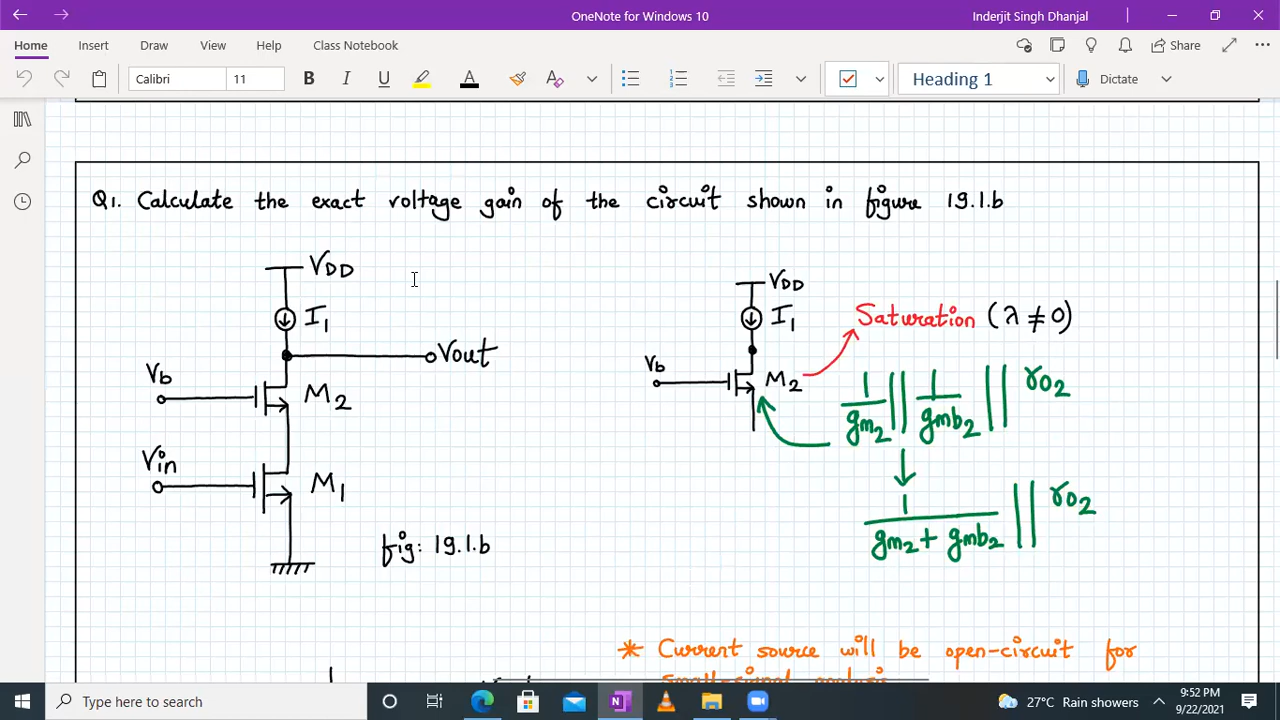 OneNote for Windows 10
Inderjit Singh Dhanjal
Home Insert Draw View Help Class Notebook
Share
Calibri 11 B I U A
Heading 1
Dictate
Q1. Calculate the exact voltage gain of the circuit shown in figure 19.1.b
VDD
I1
Vout
Vb
M2
Vin
M1
fig: 19.1.b
VDD
I1
Saturation (λ ≠ 0)
Vb
M2
1/gm2 || 1/gmb2 || ro2
1/(gm2 + gmb2) || ro2
* Current source will be open-circuit for
small-signal analysis
Type here to search
27°C Rain showers
9:52 PM
9/22/2021